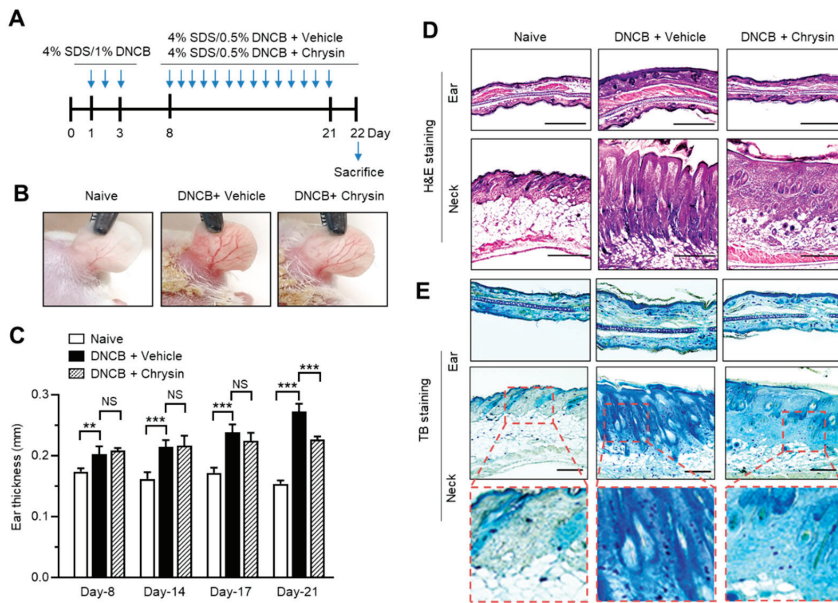 A
4% SDS/1% DNCB
4% SDS/0.5% DNCB + Vehicle
4% SDS/0.5% DNCB + Chrysin
0 1 3 8 21 22 Day
Sacrifice
B
Naive DNCB+ Vehicle DNCB+ Chrysin
C
Naive
DNCB + Vehicle
DNCB + Chrysin
Ear thickness (mm)
0.3
0.2
0.1
0.0
** NS
*** NS
*** NS
*** ***
Day-8 Day-14 Day-17 Day-21
D
Naive DNCB + Vehicle DNCB + Chrysin
H&E staining
Ear
Neck
E
TB staining
Ear
Neck